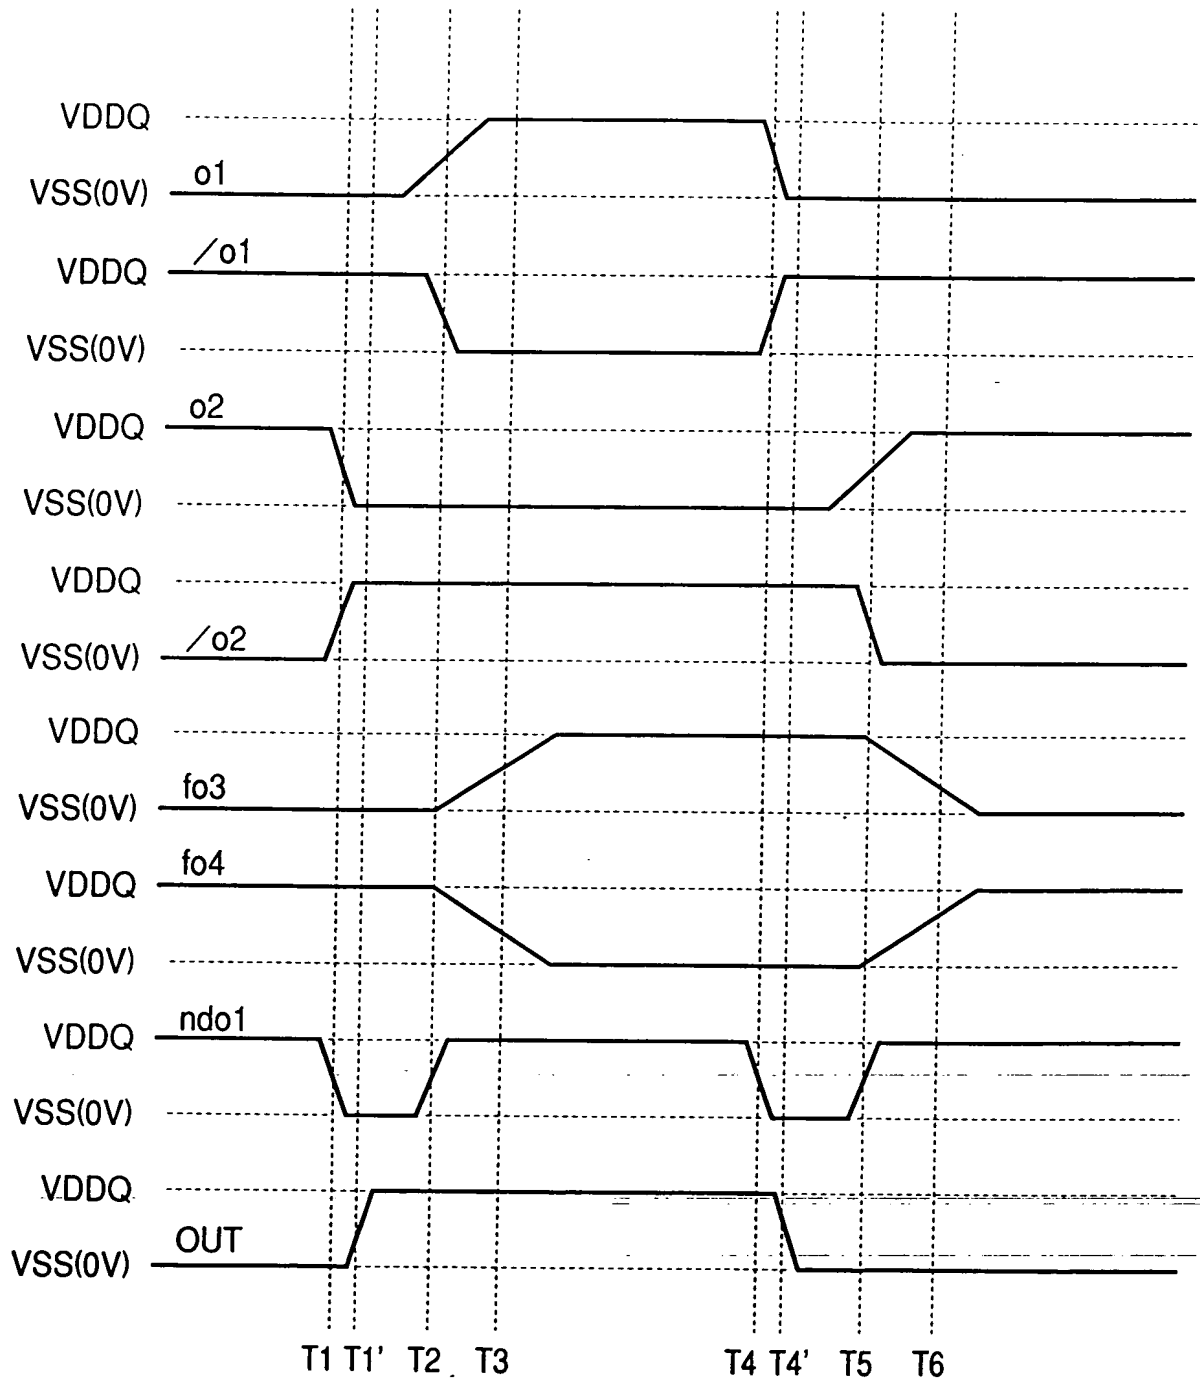 VDDQ
VSS(0V) o1
VDDQ /o1
VSS(0V)
VDDQ o2
VSS(0V)
VDDQ
VSS(0V) /o2
VDDQ
VSS(0V) fo3
VDDQ fo4
VSS(0V)
VDDQ ndo1
VSS(0V)
VDDQ
VSS(0V) OUT
T1 T1' T2 T3 T4 T4' T5 T6